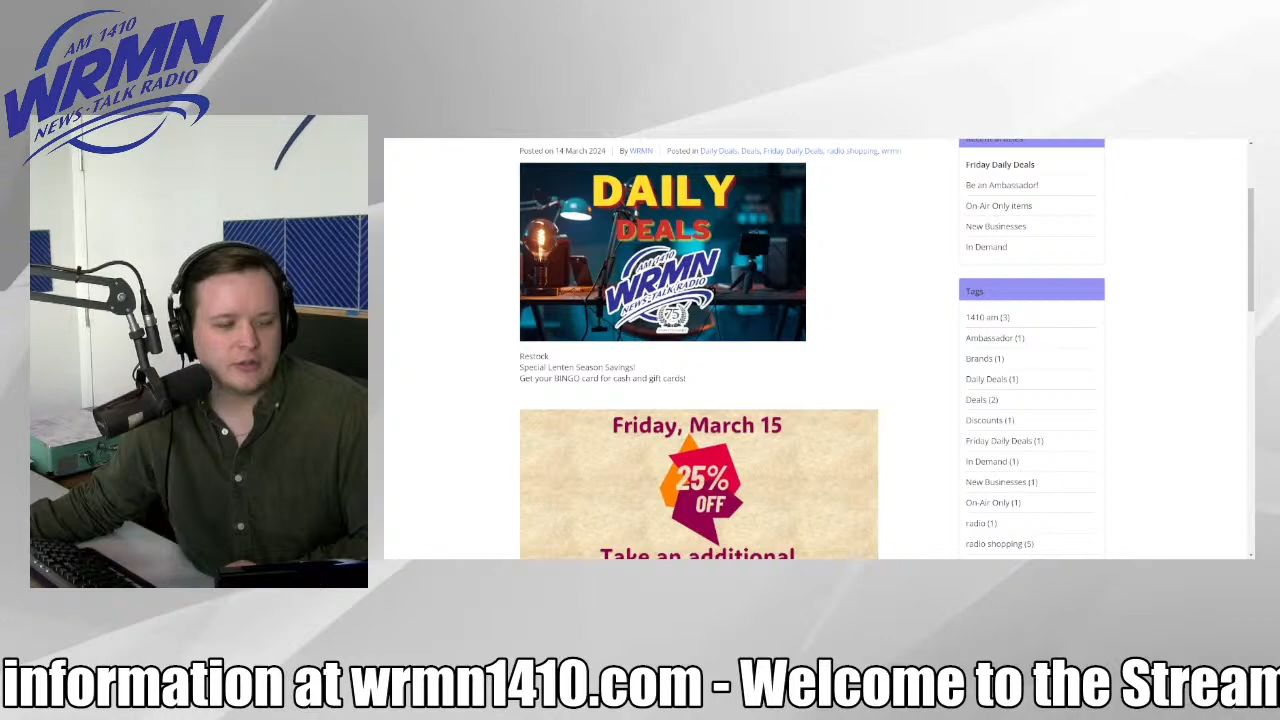 AM 1410
WRMN
NEWS-TALK RADIO
Posted on 14 March 2024 | By WRMN | Posted in Daily Deals, Deals, Friday Daily Deals, radio shopping, wrmn
DAILY
DEALS
AM 1410
WRMN
NEWS-TALK RADIO
75
Restock.
Special Lenten Season Savings!
Get your BINGO card for cash and gift cards!
Friday, March 15
25%
OFF
Take an additional
Recent articles
Friday Daily Deals
Be an Ambassador!
On-Air Only Items
New Businesses
In Demand
Tags
1410 am (3)
Ambassador (1)
Brands (1)
Daily Deals (1)
Deals (2)
Discounts (1)
Friday Daily Deals (1)
In Demand (1)
New Businesses (1)
On-Air Only (1)
radio (1)
radio shopping (5)
information at wrmn1410.com - Welcome to the Stream